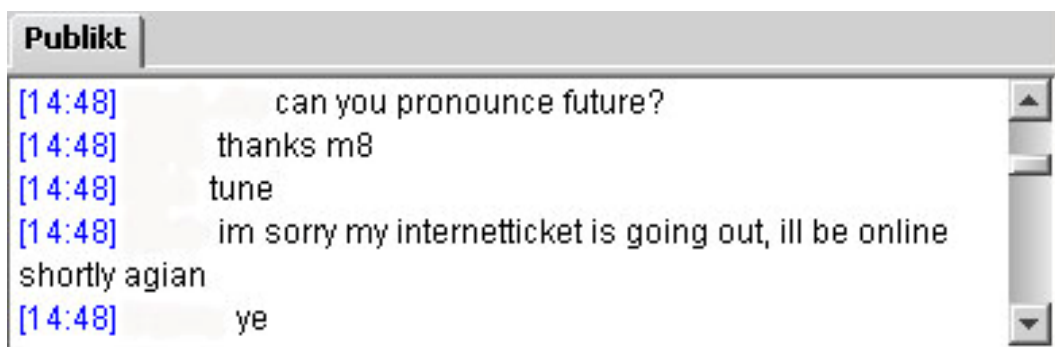 Publikt
[14:48] can you pronounce future?
[14:48] thanks m8
[14:48] tune
[14:48] im sorry my internetticket is going out, ill be online
shortly agian
[14:48] ye